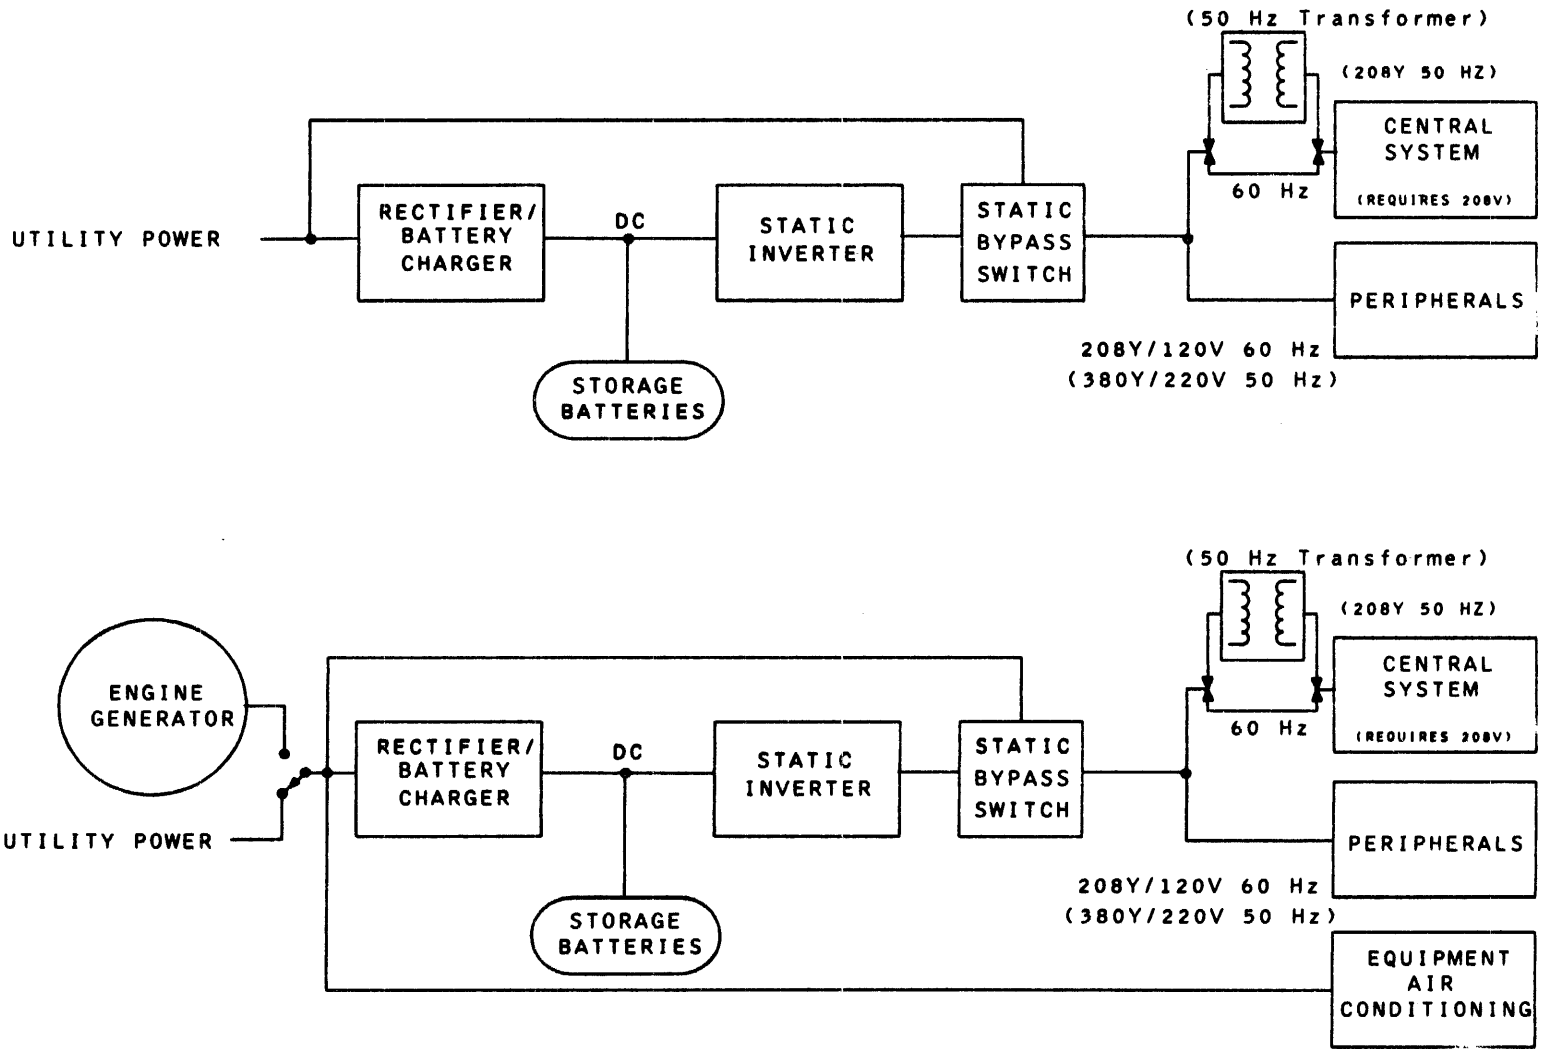 (50 Hz Transformer)
(208Y 50 HZ)
CENTRAL
SYSTEM
(REQUIRES 208V)
60 Hz
UTILITY POWER
RECTIFIER/
BATTERY
CHARGER
DC
STATIC
INVERTER
STATIC
BYPASS
SWITCH
PERIPHERALS
208Y/120V 60 Hz
(380Y/220V 50 Hz)
STORAGE
BATTERIES
(50 Hz Transformer)
(208Y 50 HZ)
CENTRAL
SYSTEM
(REQUIRES 208V)
60 Hz
ENGINE
GENERATOR
UTILITY POWER
RECTIFIER/
BATTERY
CHARGER
DC
STATIC
INVERTER
STATIC
BYPASS
SWITCH
PERIPHERALS
208Y/120V 60 Hz
(380Y/220V 50 Hz)
STORAGE
BATTERIES
EQUIPMENT
AIR
CONDITIONING